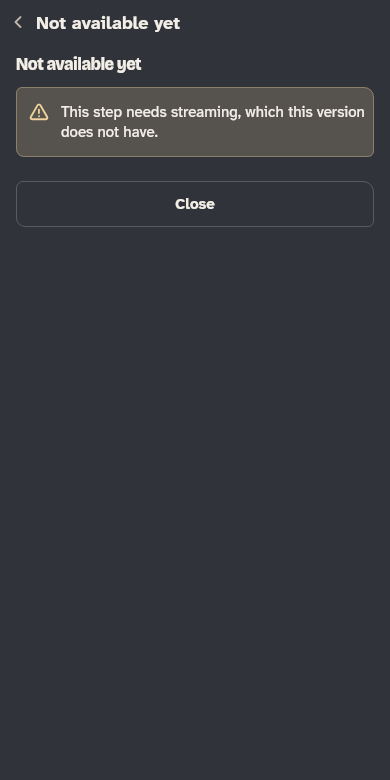 Not available yet
Not available yet
This step needs streaming, which this version
does not have.
Close